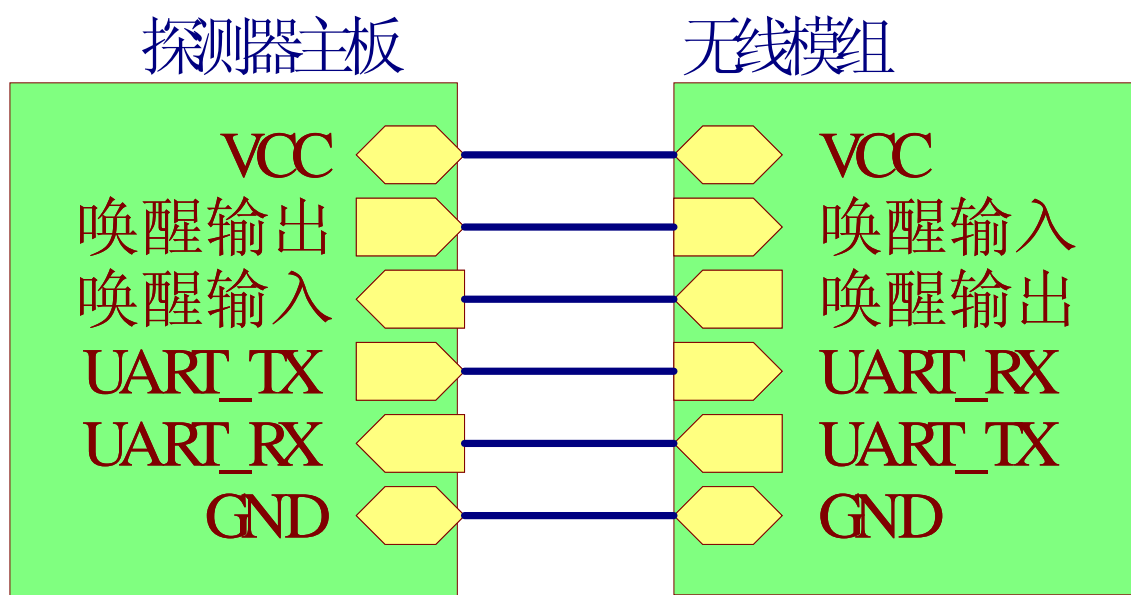 探测器主板 无线模组
VCC VCC
唤醒输出 唤醒输入
唤醒输入 唤醒输出
UART_TX UART_RX
UART_RX UART_TX
GND GND